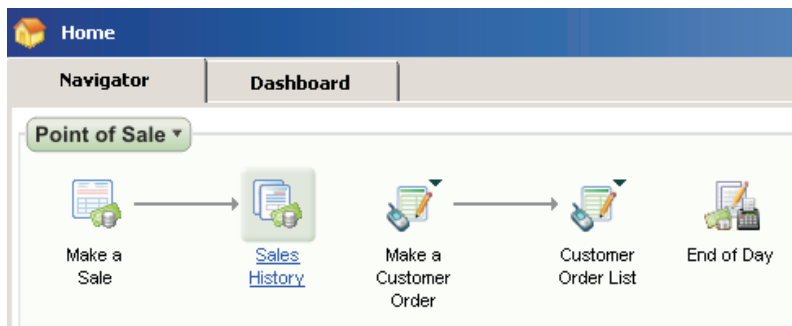 Home
Navigator Dashboard
Point of Sale
Make a Sales Make a Customer End of Day
Sale History Customer Order List
Order